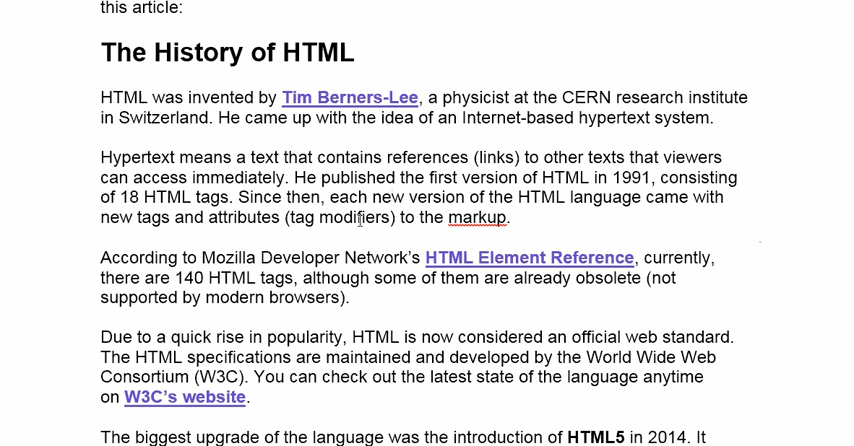 this article:
The History of HTML
HTML was invented by Tim Berners-Lee, a physicist at the CERN research institute
in Switzerland. He came up with the idea of an Internet-based hypertext system.
Hypertext means a text that contains references (links) to other texts that viewers
can access immediately. He published the first version of HTML in 1991, consisting
of 18 HTML tags. Since then, each new version of the HTML language came with
new tags and attributes (tag modifiers) to the markup.
According to Mozilla Developer Network’s HTML Element Reference, currently,
there are 140 HTML tags, although some of them are already obsolete (not
supported by modern browsers).
Due to a quick rise in popularity, HTML is now considered an official web standard.
The HTML specifications are maintained and developed by the World Wide Web
Consortium (W3C). You can check out the latest state of the language anytime
on W3C’s website.
The biggest upgrade of the language was the introduction of HTML5 in 2014. It